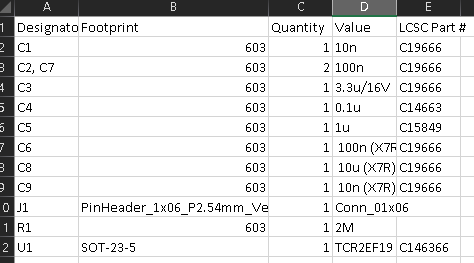 A B C D E
1 Designato Footprint Quantity Value LCSC Part #
2 C1 603 1 10n C19666
3 C2, C7 603 2 100n C19666
4 C3 603 1 3.3u/16V C19666
5 C4 603 1 0.1u C14663
6 C5 603 1 1u C15849
7 C6 603 1 100n (X7R C19666
8 C8 603 1 10u (X7R) C19666
9 C9 603 1 10n (X7R) C19666
0 J1 PinHeader_1x06_P2.54mm_Ve 1 Conn_01x06
1 R1 603 1 2M
2 U1 SOT-23-5 1 TCR2EF19 C146366